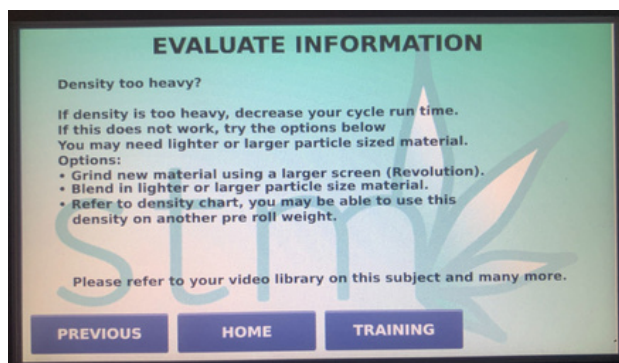 EVALUATE INFORMATION
Density too heavy?
If density is too heavy, decrease your cycle run time.
If this does not work, try the options below
You may need lighter or larger particle sized material.
Options:
• Grind new material using a larger screen (Revolution).
• Blend in lighter or larger particle size material.
• Refer to density chart, you may be able to use this
density on another pre roll weight.
stm
Please refer to your video library on this subject and many more.
PREVIOUS
HOME
TRAINING